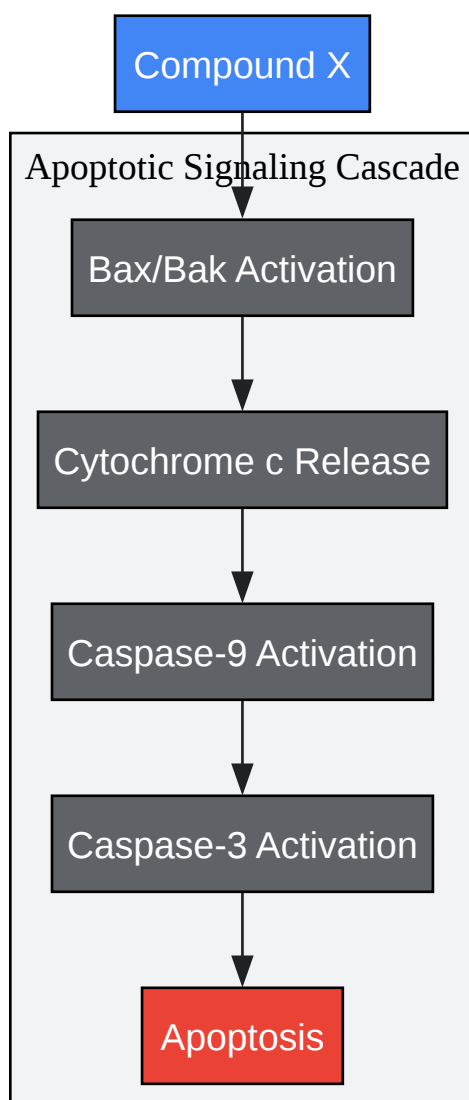 Compound X
Apoptotic Signaling Cascade
Bax/Bak Activation
Cytochrome c Release
Caspase-9 Activation
Caspase-3 Activation
Apoptosis